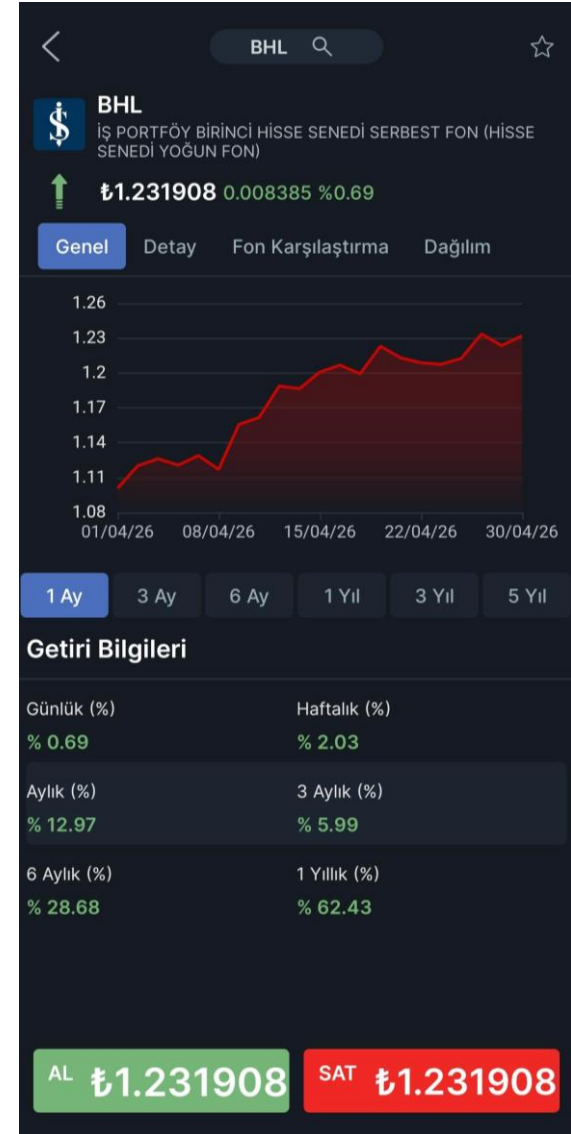 BHL
BHL
İŞ PORTFÖY BİRİNCİ HİSSE SENEDİ SERBEST FON (HİSSE
SENEDİ YOĞUN FON)
₺1.231908 0.008385 %0.69
Genel Detay Fon Karşılaştırma Dağılım
1.26
1.23
1.2
1.17
1.14
1.11
1.08
01/04/26 08/04/26 15/04/26 22/04/26 30/04/26
1 Ay 3 Ay 6 Ay 1 Yıl 3 Yıl 5 Yıl
Getiri Bilgileri
Günlük (%) Haftalık (%)
% 0.69 % 2.03
Aylık (%) 3 Aylık (%)
% 12.97 % 5.99
6 Aylık (%) 1 Yıllık (%)
% 28.68 % 62.43
AL ₺1.231908 SAT ₺1.231908